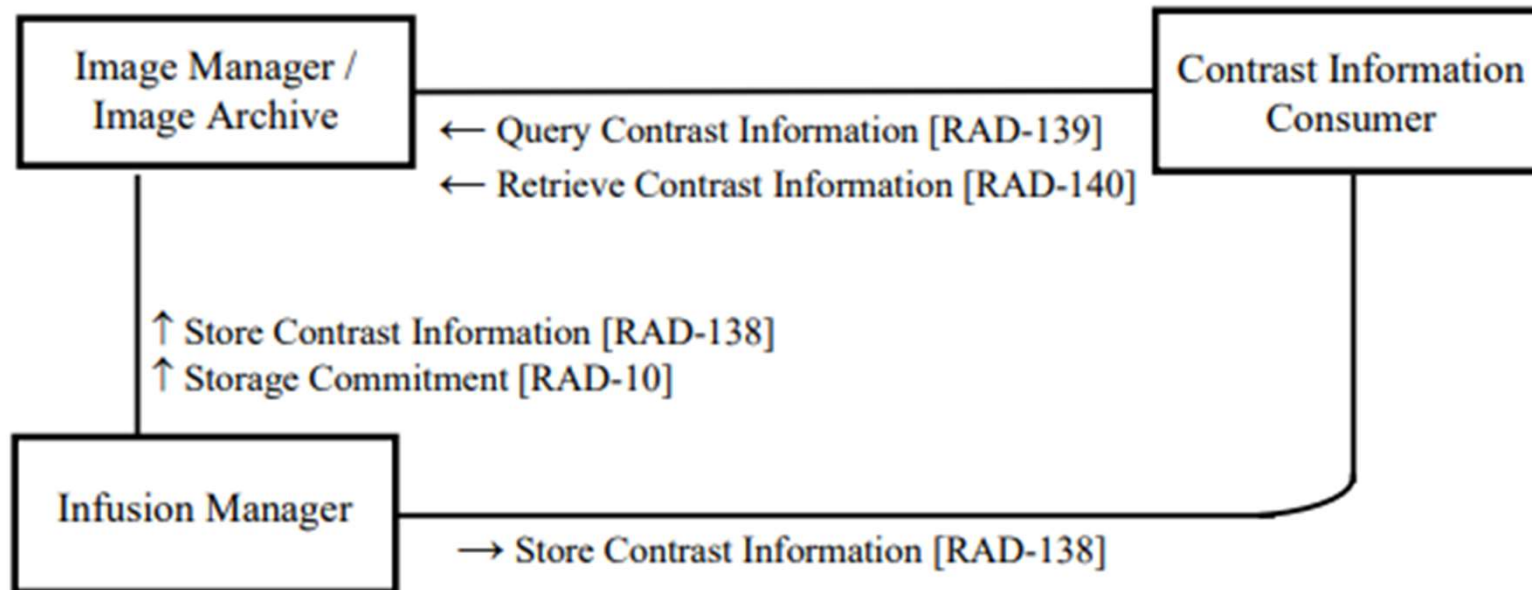 Image Manager /
Image Archive
Contrast Information
Consumer
← Query Contrast Information [RAD-139]
← Retrieve Contrast Information [RAD-140]
↑ Store Contrast Information [RAD-138]
↑ Storage Commitment [RAD-10]
Infusion Manager
→ Store Contrast Information [RAD-138]